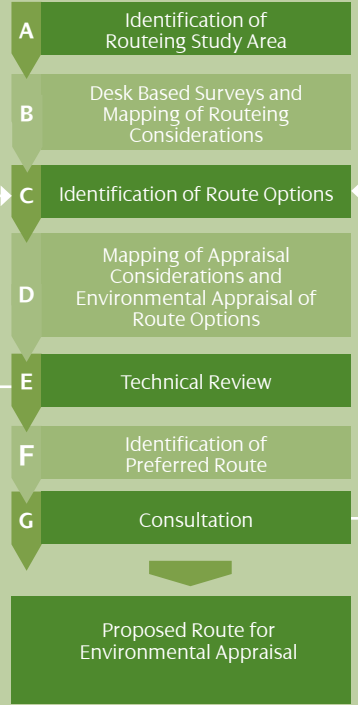 A
Identification of
Routeing Study Area
B
Desk Based Surveys and
Mapping of Routeing
Considerations
C
Identification of Route Options
D
Mapping of Appraisal
Considerations and
Environmental Appraisal of
Route Options
E
Technical Review
F
Identification of
Preferred Route
G
Consultation
Proposed Route for
Environmental Appraisal